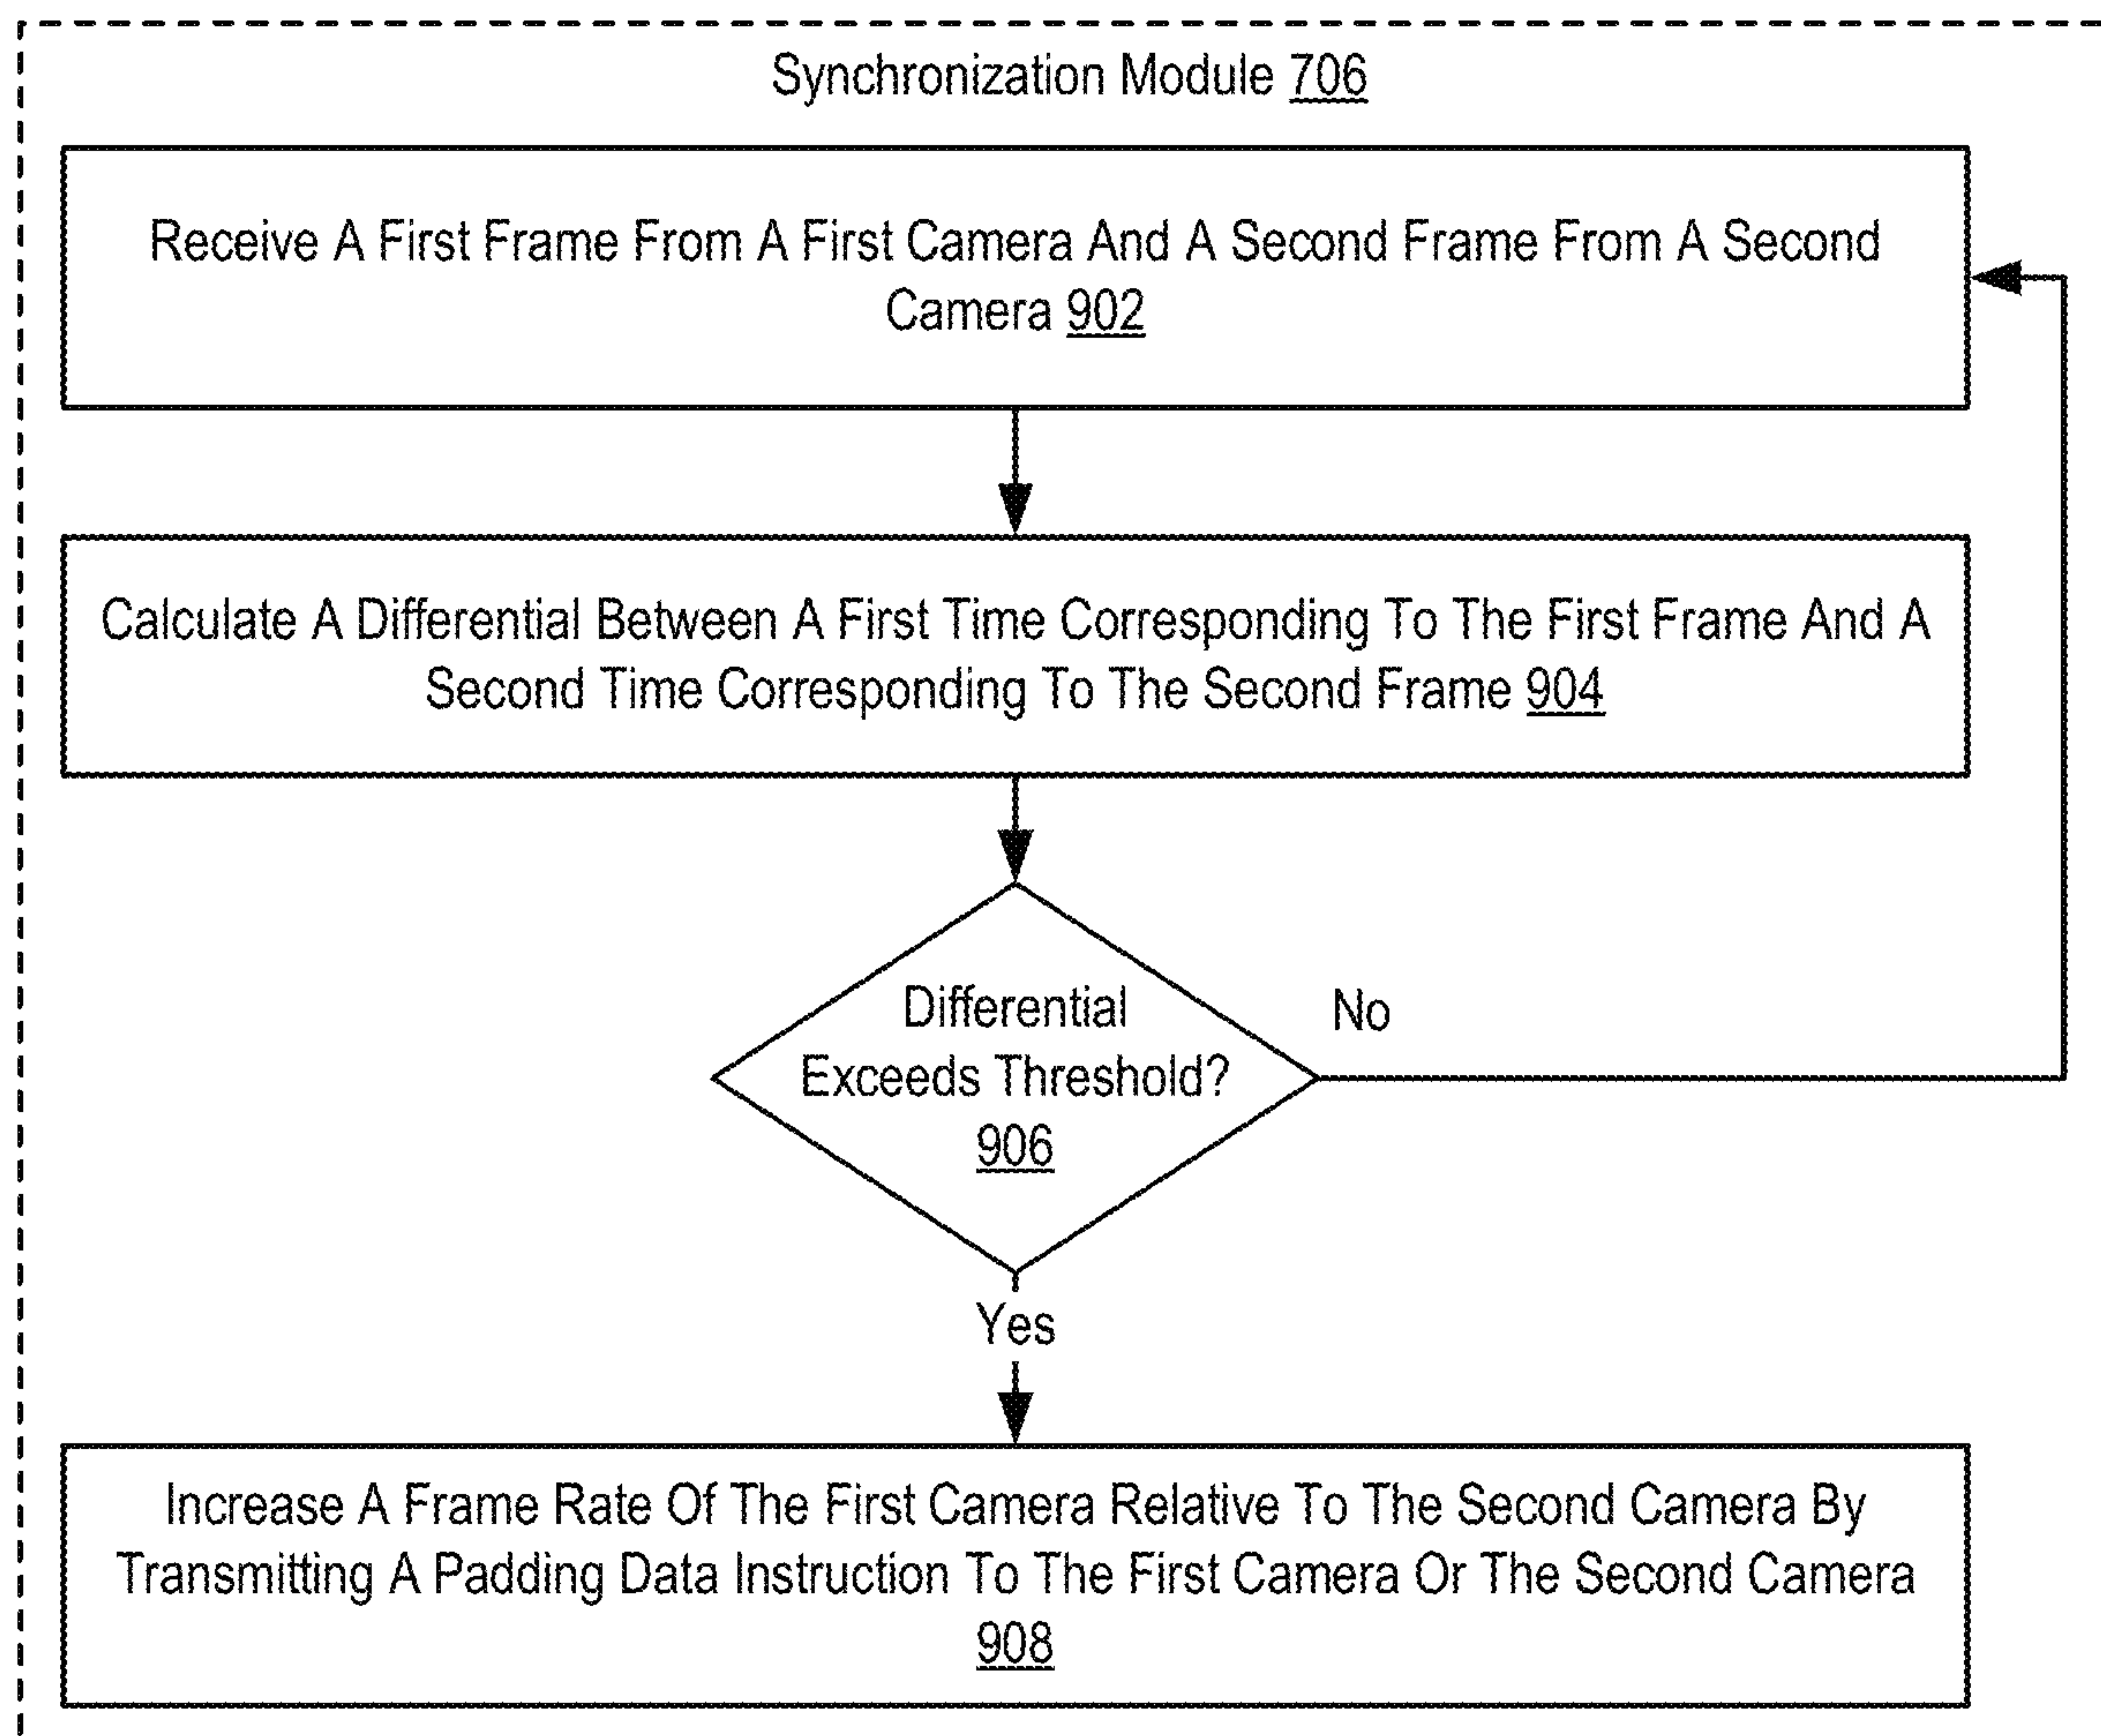 Synchronization Module 706
Receive A First Frame From A First Camera And A Second Frame From A Second
Camera 902
Calculate A Differential Between A First Time Corresponding To The First Frame And A
Second Time Corresponding To The Second Frame 904
Differential
Exceeds Threshold?
906
No
Yes
Increase A Frame Rate Of The First Camera Relative To The Second Camera By
Transmitting A Padding Data Instruction To The First Camera Or The Second Camera
908